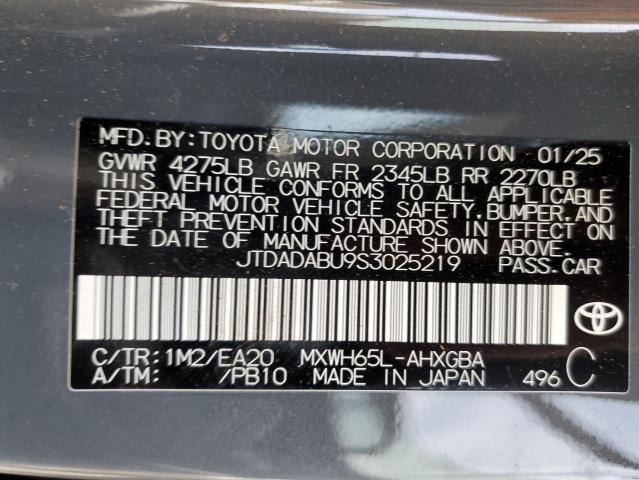 MFD.BY:TOYOTA MOTOR CORPORATION 01/25
GVWR 4275LB GAWR FR 2345LB RR 2270LB
THIS VEHICLE CONFORMS TO ALL APPLICABLE
FEDERAL MOTOR VEHICLE SAFETY,BUMPER,AND
THEFT PREVENTION STANDARDS IN EFFECT ON
THE DATE OF MANUFACTURE SHOWN ABOVE.
JTDADABU9S3025219 PASS.CAR
C/TR:1M2/EA20 MXWH65L-AHXGBA
A/TM: /PB10 MADE IN JAPAN 496 C